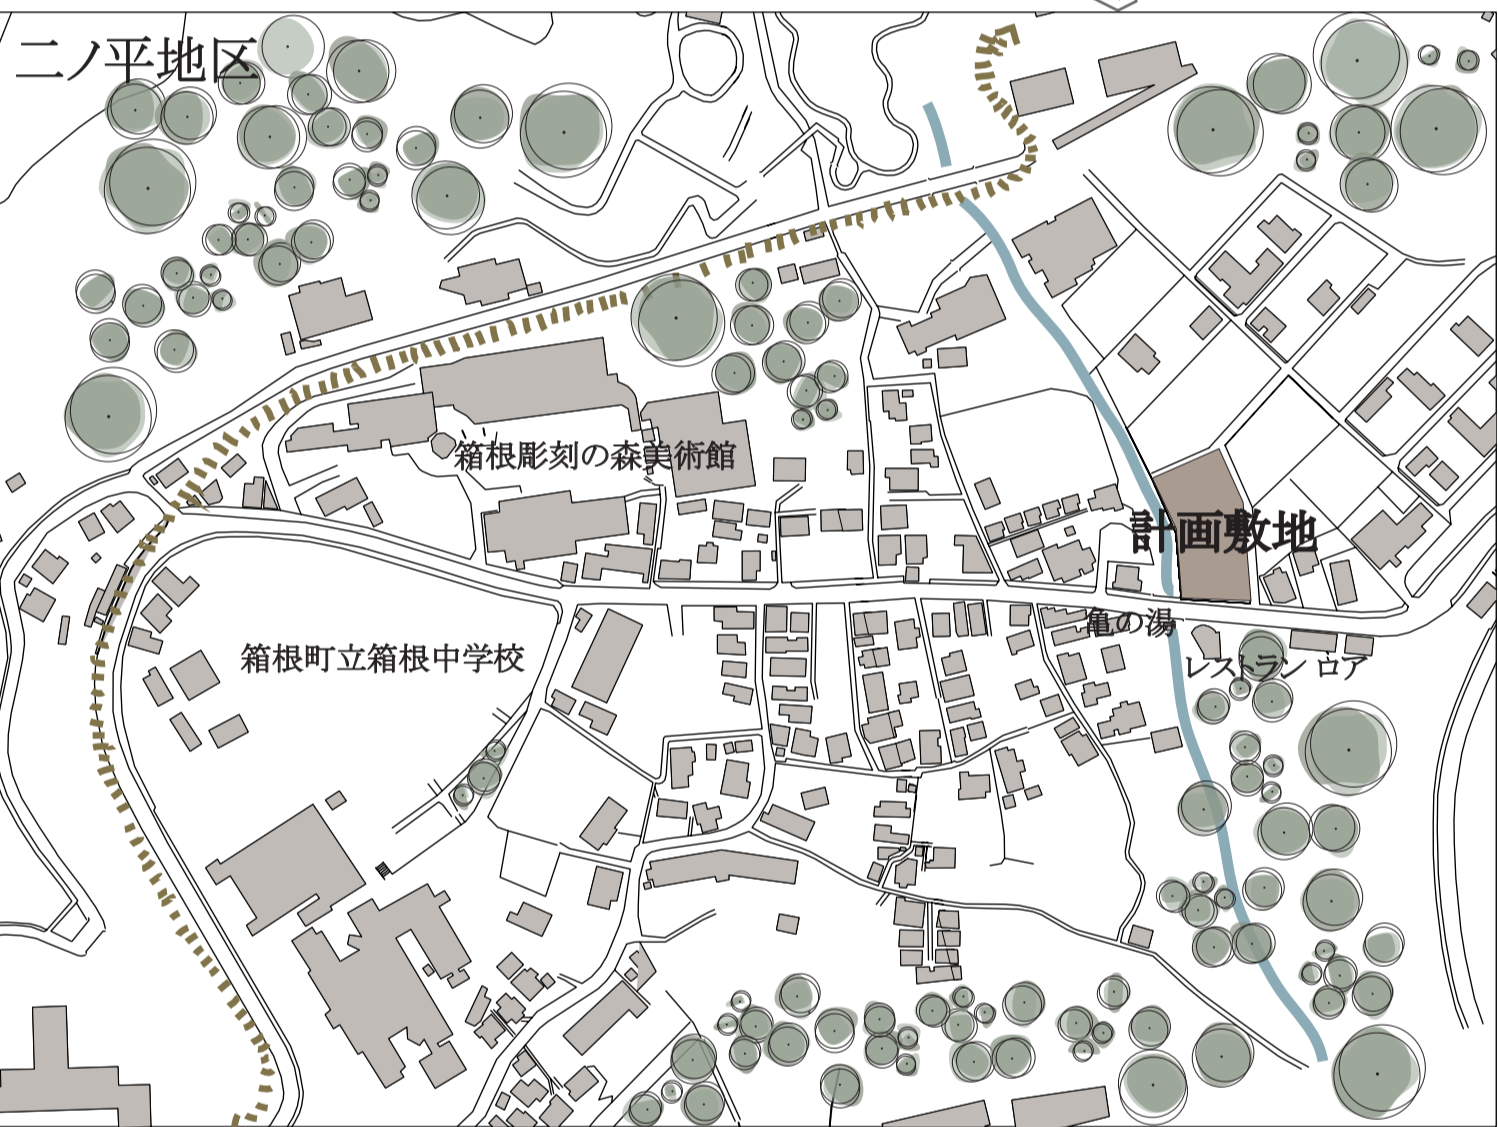 二ノ平地区
箱根彫刻の森美術館
計画敷地
亀の湯
箱根町立箱根中学校
レストラン ロア